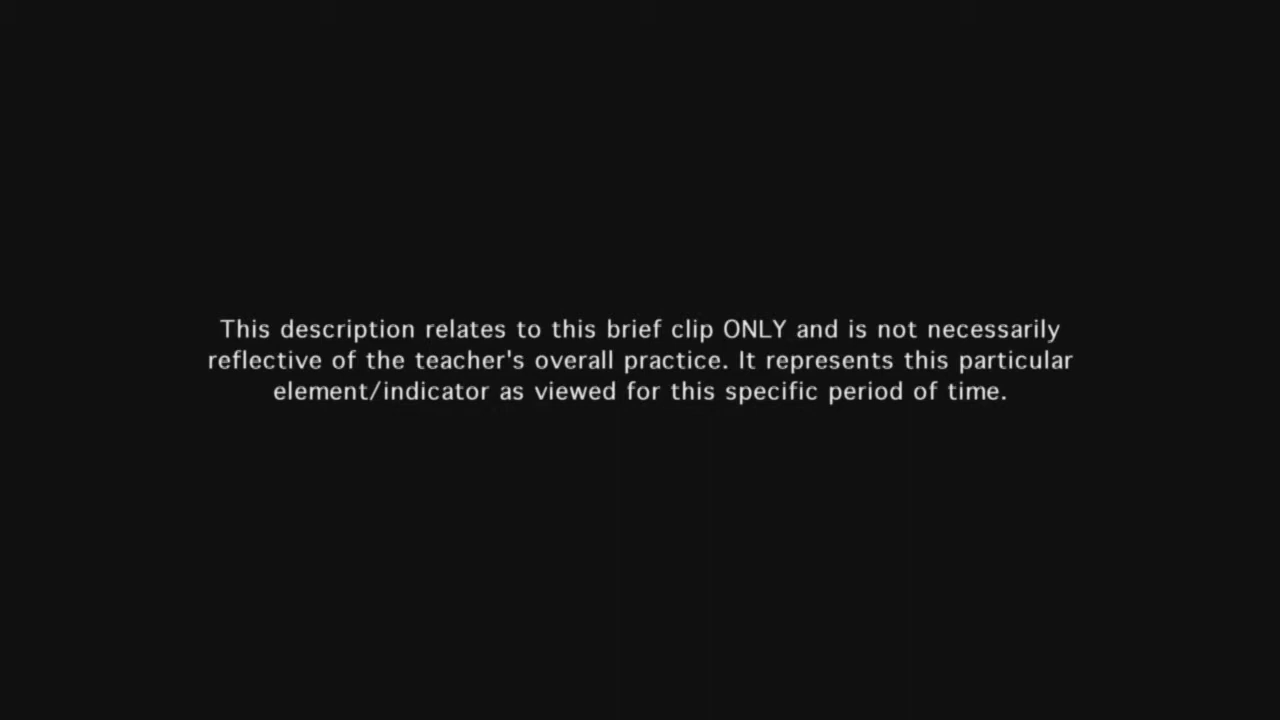 This description relates to this brief clip ONLY and is not necessarily
reflective of the teacher's overall practice. It represents this particular
element/indicator as viewed for this specific period of time.